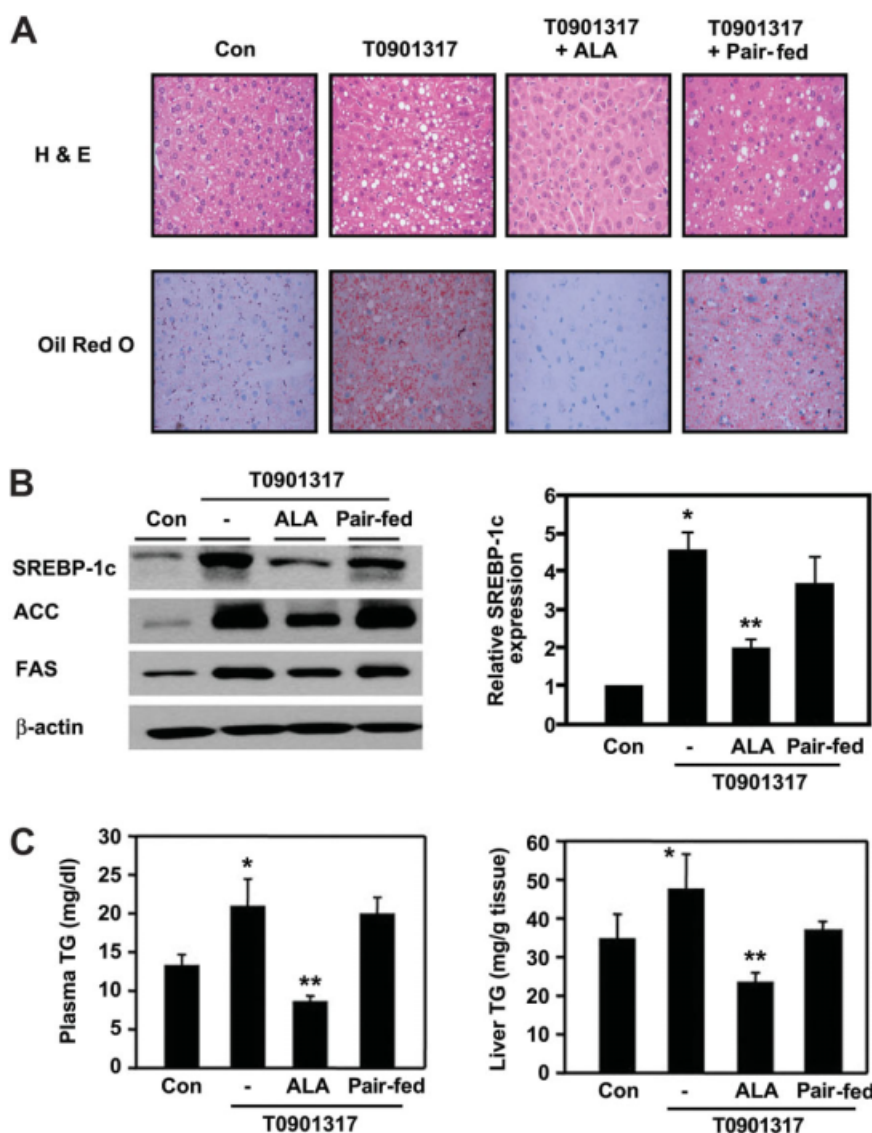 A
Con
T0901317
T0901317
+ ALA
T0901317
+ Pair-fed
H & E
Oil Red O
B
T0901317
Con
-
ALA
Pair-fed
SREBP-1c
ACC
FAS
β-actin
Relative SREBP-1c
expression
6
5
4
3
2
1
0
*
**
Con
-
ALA
Pair-fed
T0901317
C
Plasma TG (mg/dl)
30
25
20
15
10
5
0
*
**
Con
-
ALA
Pair-fed
T0901317
Liver TG (mg/g tissue)
60
50
40
30
20
10
0
*
**
Con
-
ALA
Pair-fed
T0901317